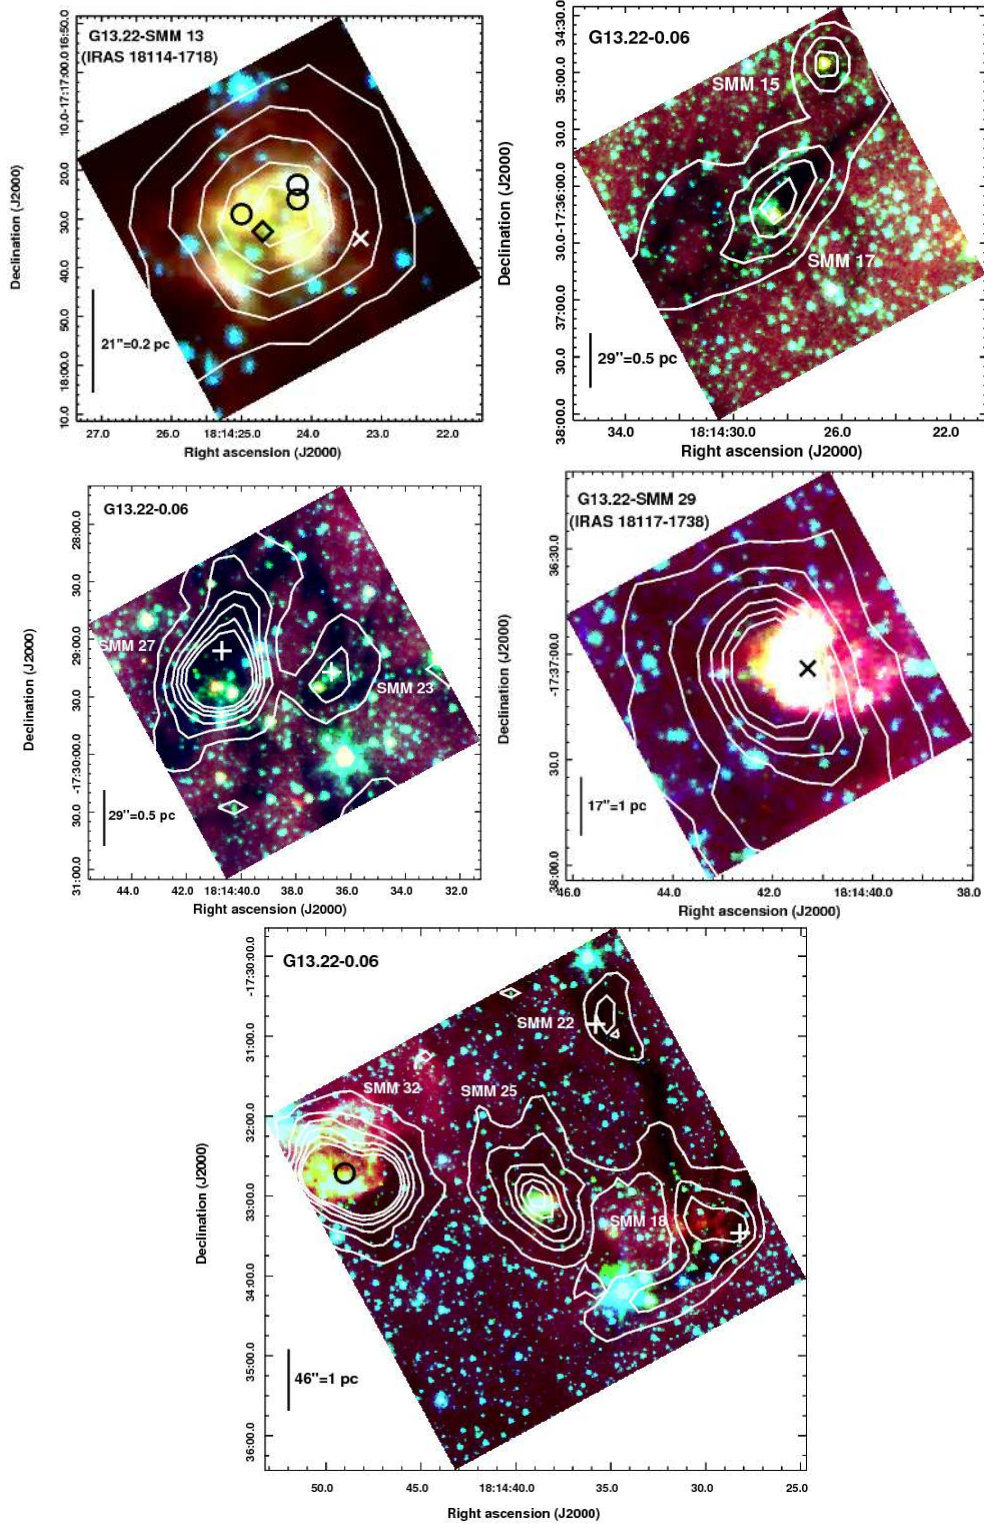 G13.22-SMM 13
(IRAS 18114-1718)
Declination (J2000)
16:50.0
-17:17:00.0
10.0
20.0
30.0
40.0
50.0
18:00.0
10.0
21"=0.2 pc
27.0 26.0 18:14:25.0 24.0 23.0 22.0
Right ascension (J2000)
G13.22-0.06
SMM 15
SMM 17
Declination (J2000)
34:30.0
35:00.0
30.0
-17:36:00.0
30.0
37:00.0
30.0
38:00.0
29"=0.5 pc
34.0 18:14:30.0 26.0 22.0
Right ascension (J2000)
G13.22-0.06
SMM 27
SMM 23
Declination (J2000)
28:00.0
30.0
29:00.0
30.0
-17:30:00.0
30.0
31:00.0
29"=0.5 pc
44.0 42.0 18:14:40.0 38.0 36.0 34.0 32.0
Right ascension (J2000)
G13.22-SMM 29
(IRAS 18117-1738)
Declination (J2000)
36:30.0
-17:37:00.0
30.0
38:00.0
17"=1 pc
46.0 44.0 42.0 18:14:40.0 38.0
Right ascension (J2000)
G13.22-0.06
SMM 22
SMM 32
SMM 25
SMM 18
Declination (J2000)
-17:30:00.0
31:00.0
32:00.0
33:00.0
34:00.0
35:00.0
36:00.0
46"=1 pc
50.0 45.0 18:14:40.0 35.0 30.0 25.0
Right ascension (J2000)